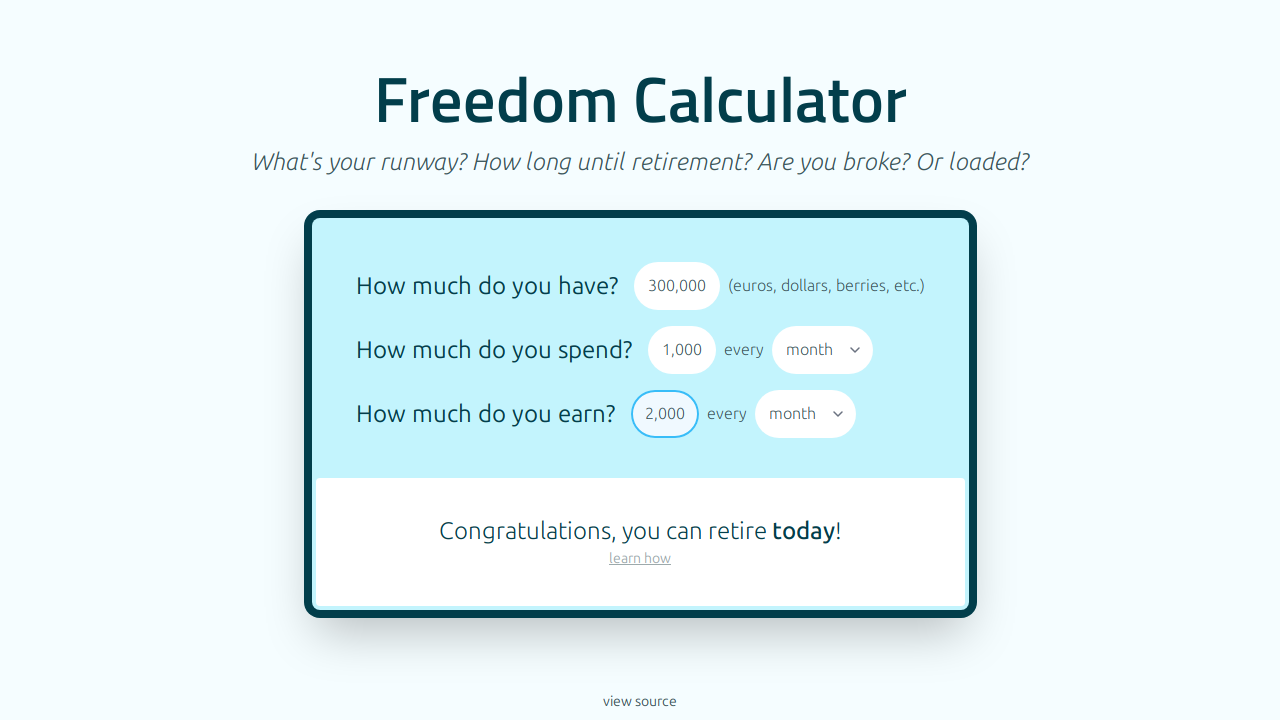 Freedom Calculator
What's your runway? How long until retirement? Are you broke? Or loaded?
How much do you have? 300,000 (euros, dollars, berries, etc.)
How much do you spend? 1,000 every month
How much do you earn? 2,000 every month
Congratulations, you can retire today!
learn how
view source